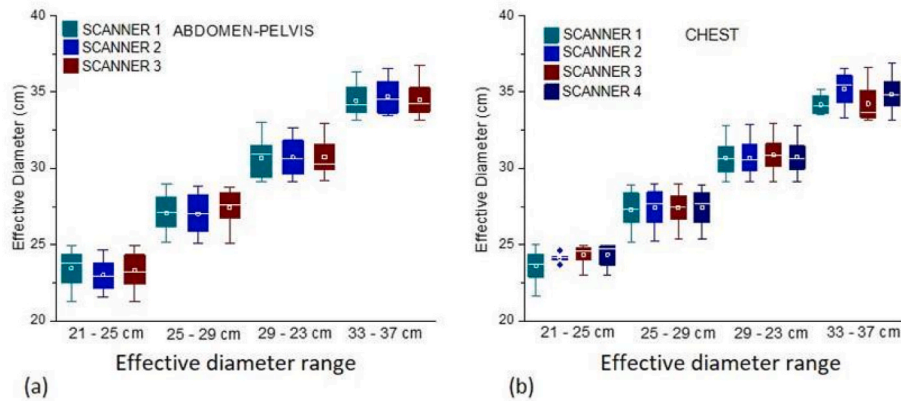 SCANNER 1
SCANNER 2
SCANNER 3
ABDOMEN-PELVIS
Effective Diameter (cm)
35
30
25
20
21 - 25 cm 25 - 29 cm 29 - 23 cm 33 - 37 cm
Effective diameter range
(a)
SCANNER 1
SCANNER 2
SCANNER 3
SCANNER 4
CHEST
Effective Diameter (cm)
35
30
25
20
21 - 25 cm 25 - 29 cm 29 - 23 cm 33 - 37 cm
Effective diameter range
(b)